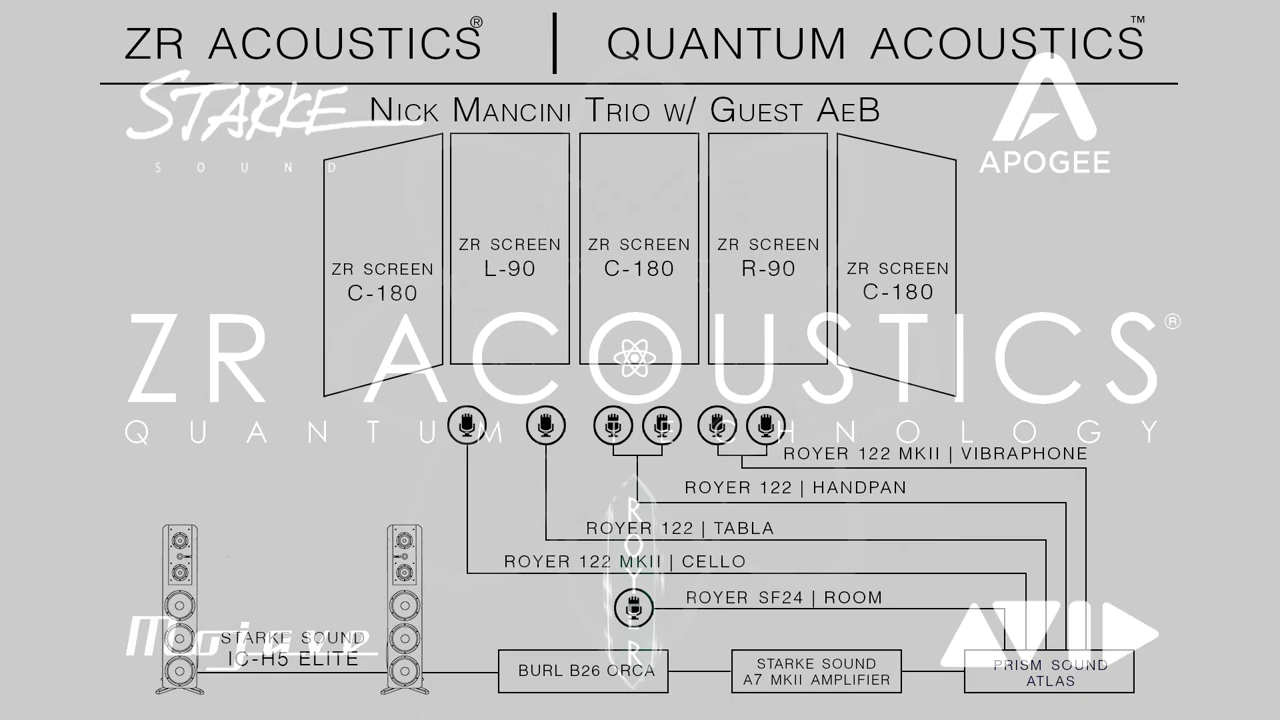 ZR ACOUSTICS® | QUANTUM ACOUSTICS™
STARKE
SOUND
NICK MANCINI TRIO W/ GUEST AEB
APOGEE
ZR SCREEN
C-180
ZR SCREEN
L-90
ZR SCREEN
C-180
ZR SCREEN
R-90
ZR SCREEN
C-180
ZR ACOUSTICS®
QUANTUM TECHNOLOGY
ROYER 122 MKII | VIBRAPHONE
ROYER 122 | HANDPAN
ROYER 122 | TABLA
ROYER 122 MKII | CELLO
ROYER SF24 | ROOM
ROYER
Mojave
STARKE SOUND
IC-H5 ELITE
BURL B26 ORCA
STARKE SOUND
A7 MKII AMPLIFIER
AVID
PRISM SOUND
ATLAS